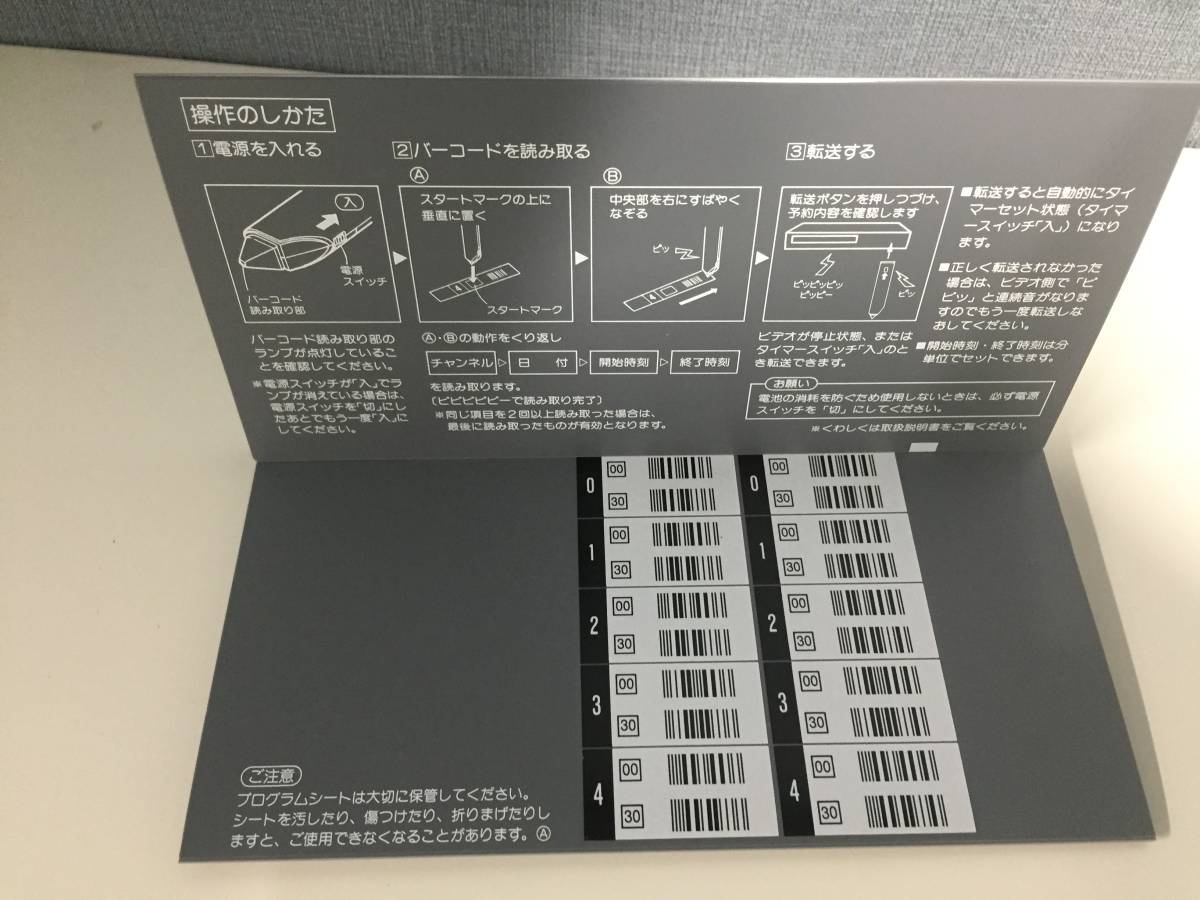 操作のしかた
1 電源を入れる
入
電源
スイッチ
バーコード
読み取り部
バーコード読み取り部の
ランプが点灯しているこ
とを確認してください。
※電源スイッチが「入」でラ
ンプが消えている場合は、
電源スイッチを「切」にし
たあとでもう一度「入」に
してください。
2 バーコードを読み取る
Ⓐ
スタートマークの上に
垂直に置く
4
スタートマーク
Ⓑ
中央部を右にすばやく
なぞる
ピッ
4
Ⓐ・Ⓑの動作をくり返し
チャンネル ▷ 日 付 ▷ 開始時刻 ▷ 終了時刻
を読み取ります。
(ピピピピピーで読み取り完了)
※同じ項目を2回以上読み取った場合は、
最後に読み取ったものが有効となります。
3 転送する
転送ボタンを押しつづけ、
予約内容を確認します
ピッピッピッ
ピッピー
ピッ
ビデオが停止状態、または
タイマースイッチ「入」のと
き転送できます。
■転送すると自動的にタイ
マーセット状態(タイマ
ースイッチ「入」)になり
ます。
■正しく転送されなかった
場合は、ビデオ側で「ピ
ピッ」と連続音がなりま
すのでもう一度転送しな
おしてください。
■開始時刻・終了時刻は分
単位でセットできます。
お願い
電池の消耗を防ぐため使用しないときは、必ず電源
スイッチを「切」にしてください。
※くわしくは取扱説明書をご覧ください。
0 00
30
1 00
30
2 00
30
3 00
30
4 00
30
0 00
30
1 00
30
2 00
30
3 00
30
4 00
30
ご注意
プログラムシートは大切に保管してください。
シートを汚したり、傷つけたり、折りまげたりし
ますと、ご使用できなくなることがあります。Ⓐ